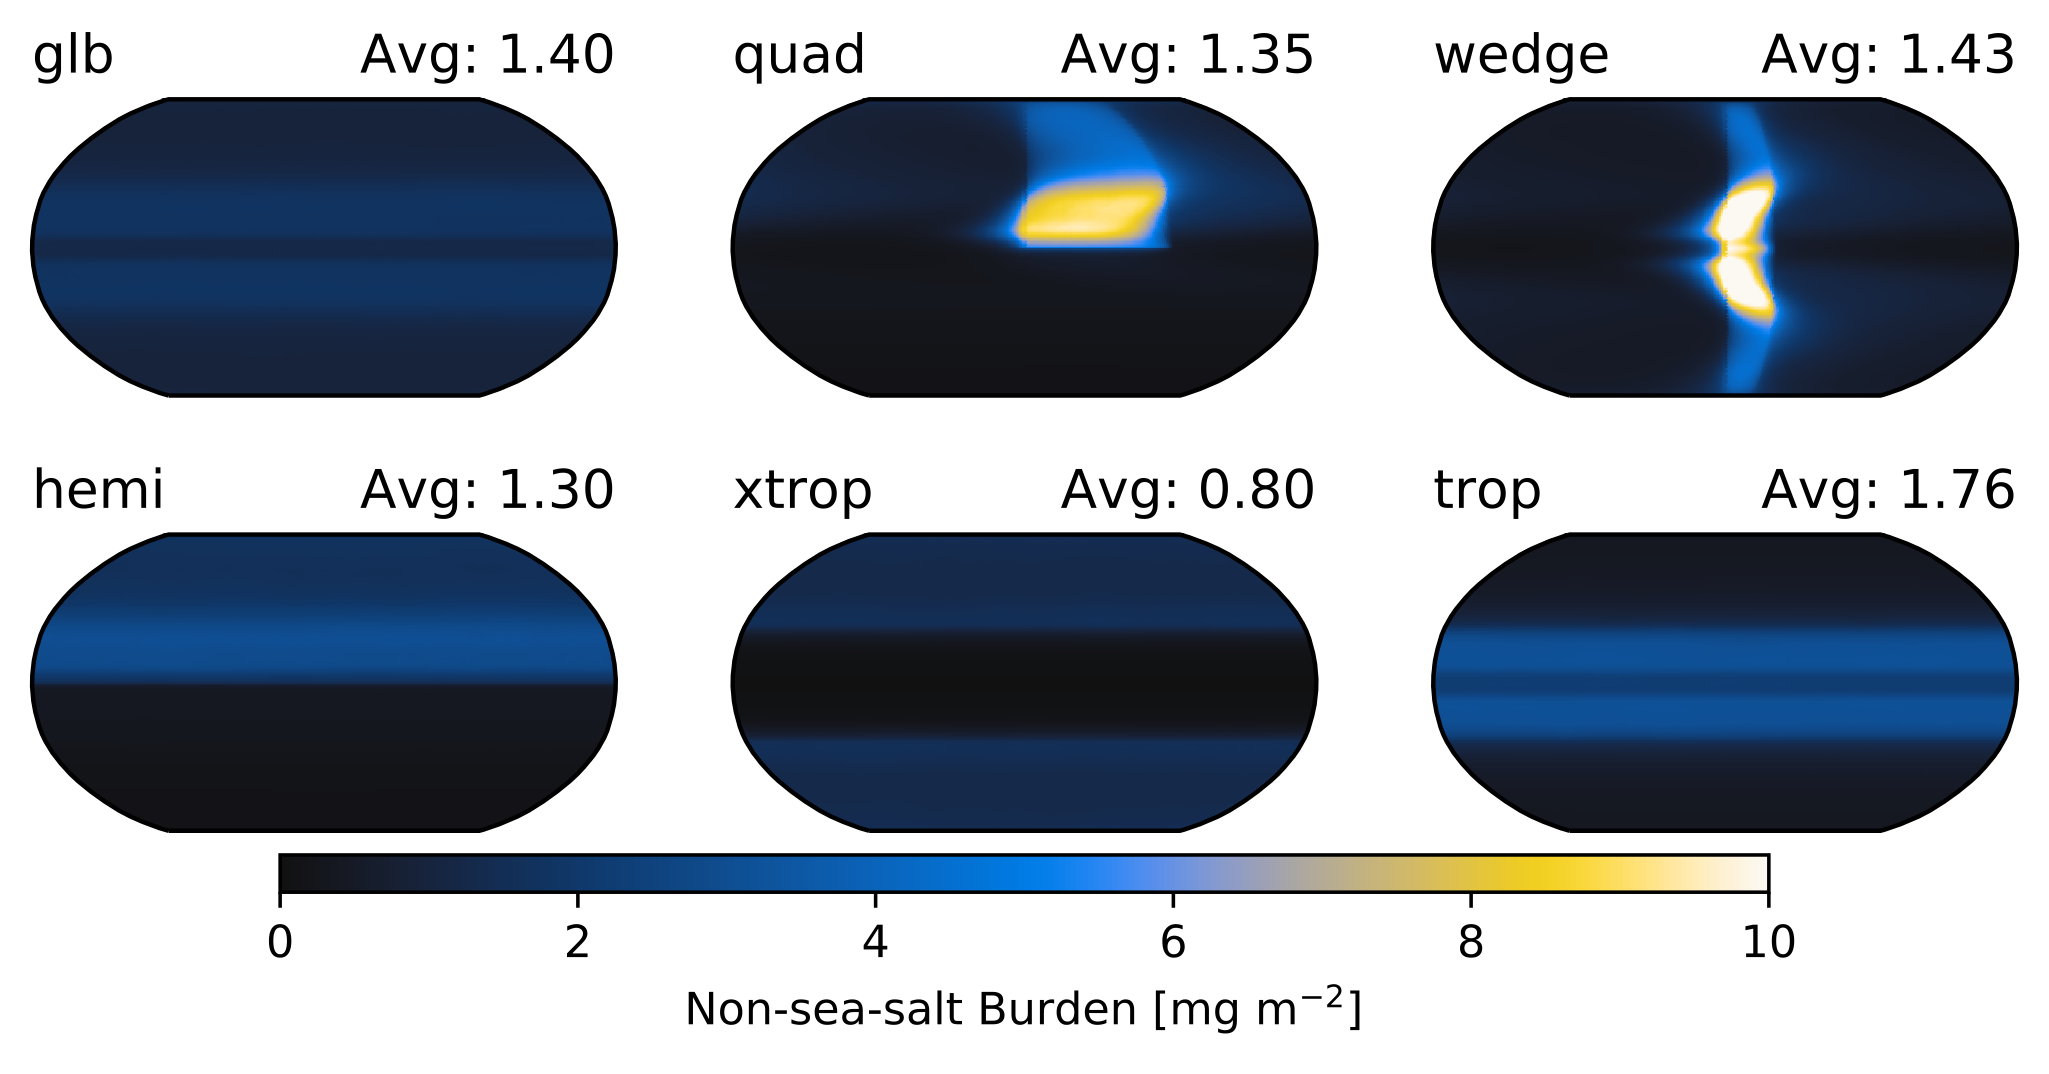 glb Avg: 1.40 quad Avg: 1.35 wedge Avg: 1.43
hemi Avg: 1.30 xtrop Avg: 0.80 trop Avg: 1.76
0 2 4 6 8 10
Non-sea-salt Burden [mg m⁻²]